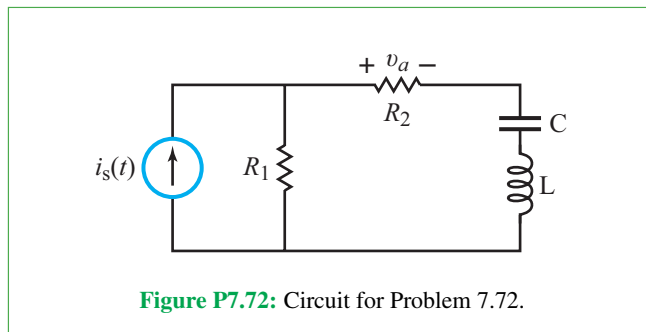 + υₐ −
R₂
C
iₛ(t)
R₁
L
Figure P7.72: Circuit for Problem 7.72.